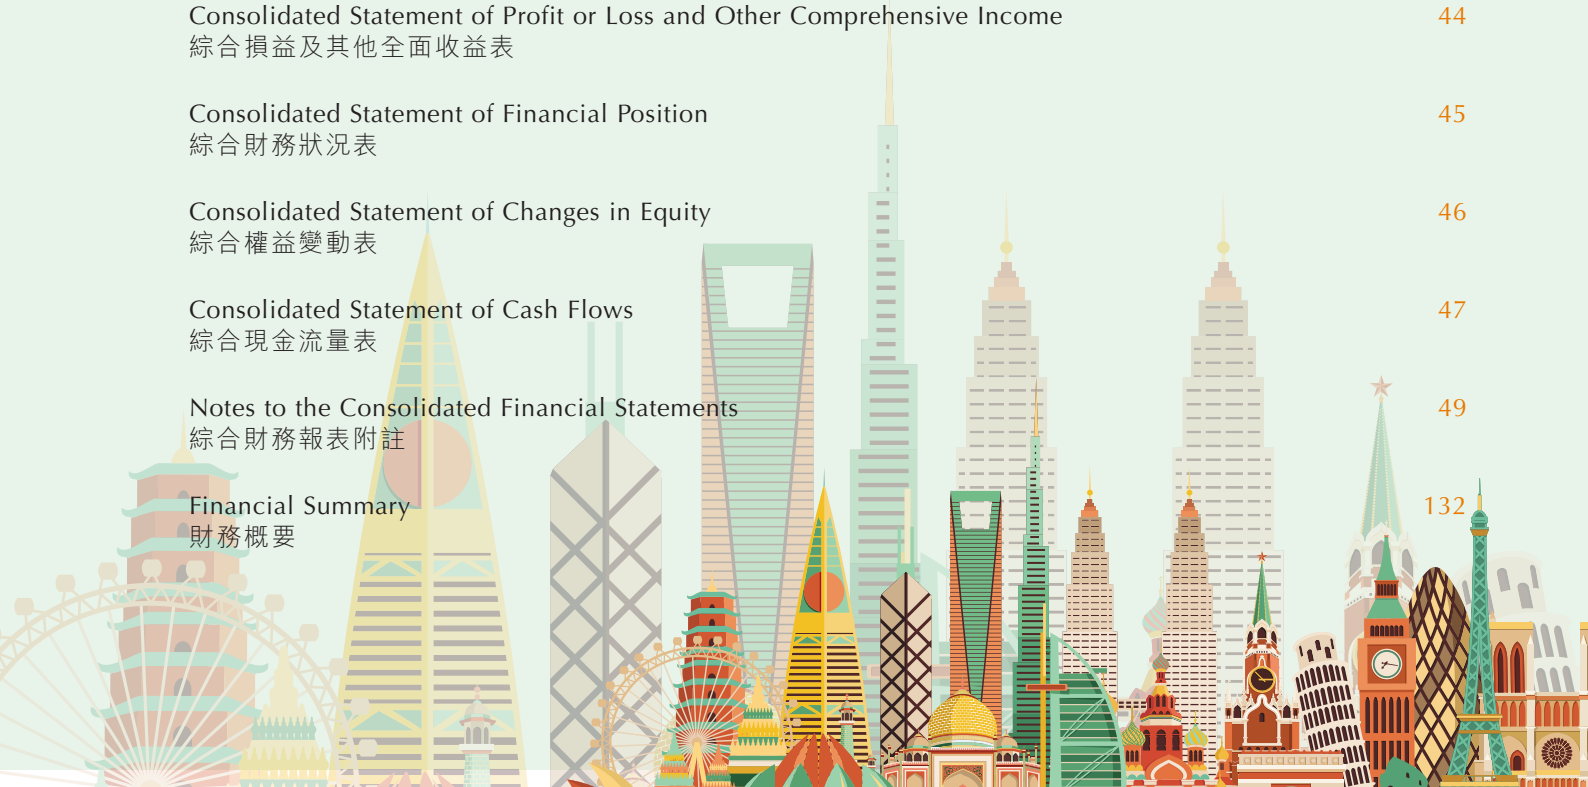 Consolidated Statement of Profit or Loss and Other Comprehensive Income 44
綜合損益及其他全面收益表
Consolidated Statement of Financial Position 45
綜合財務狀況表
Consolidated Statement of Changes in Equity 46
綜合權益變動表
Consolidated Statement of Cash Flows 47
綜合現金流量表
Notes to the Consolidated Financial Statements 49
綜合財務報表附註
Financial Summary 132
財務概要